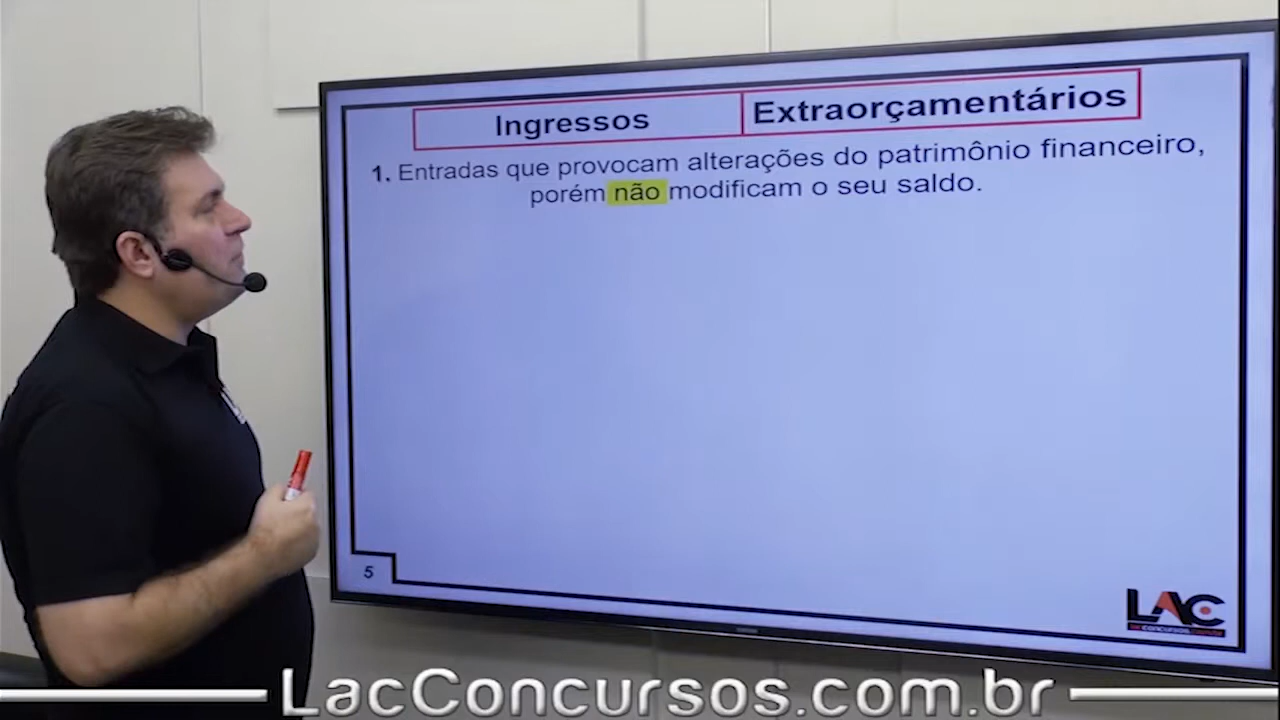 Ingressos Extraorçamentários
1. Entradas que provocam alterações do patrimônio financeiro,
porém não modificam o seu saldo.
5
LAC
LacConcursos.com.br